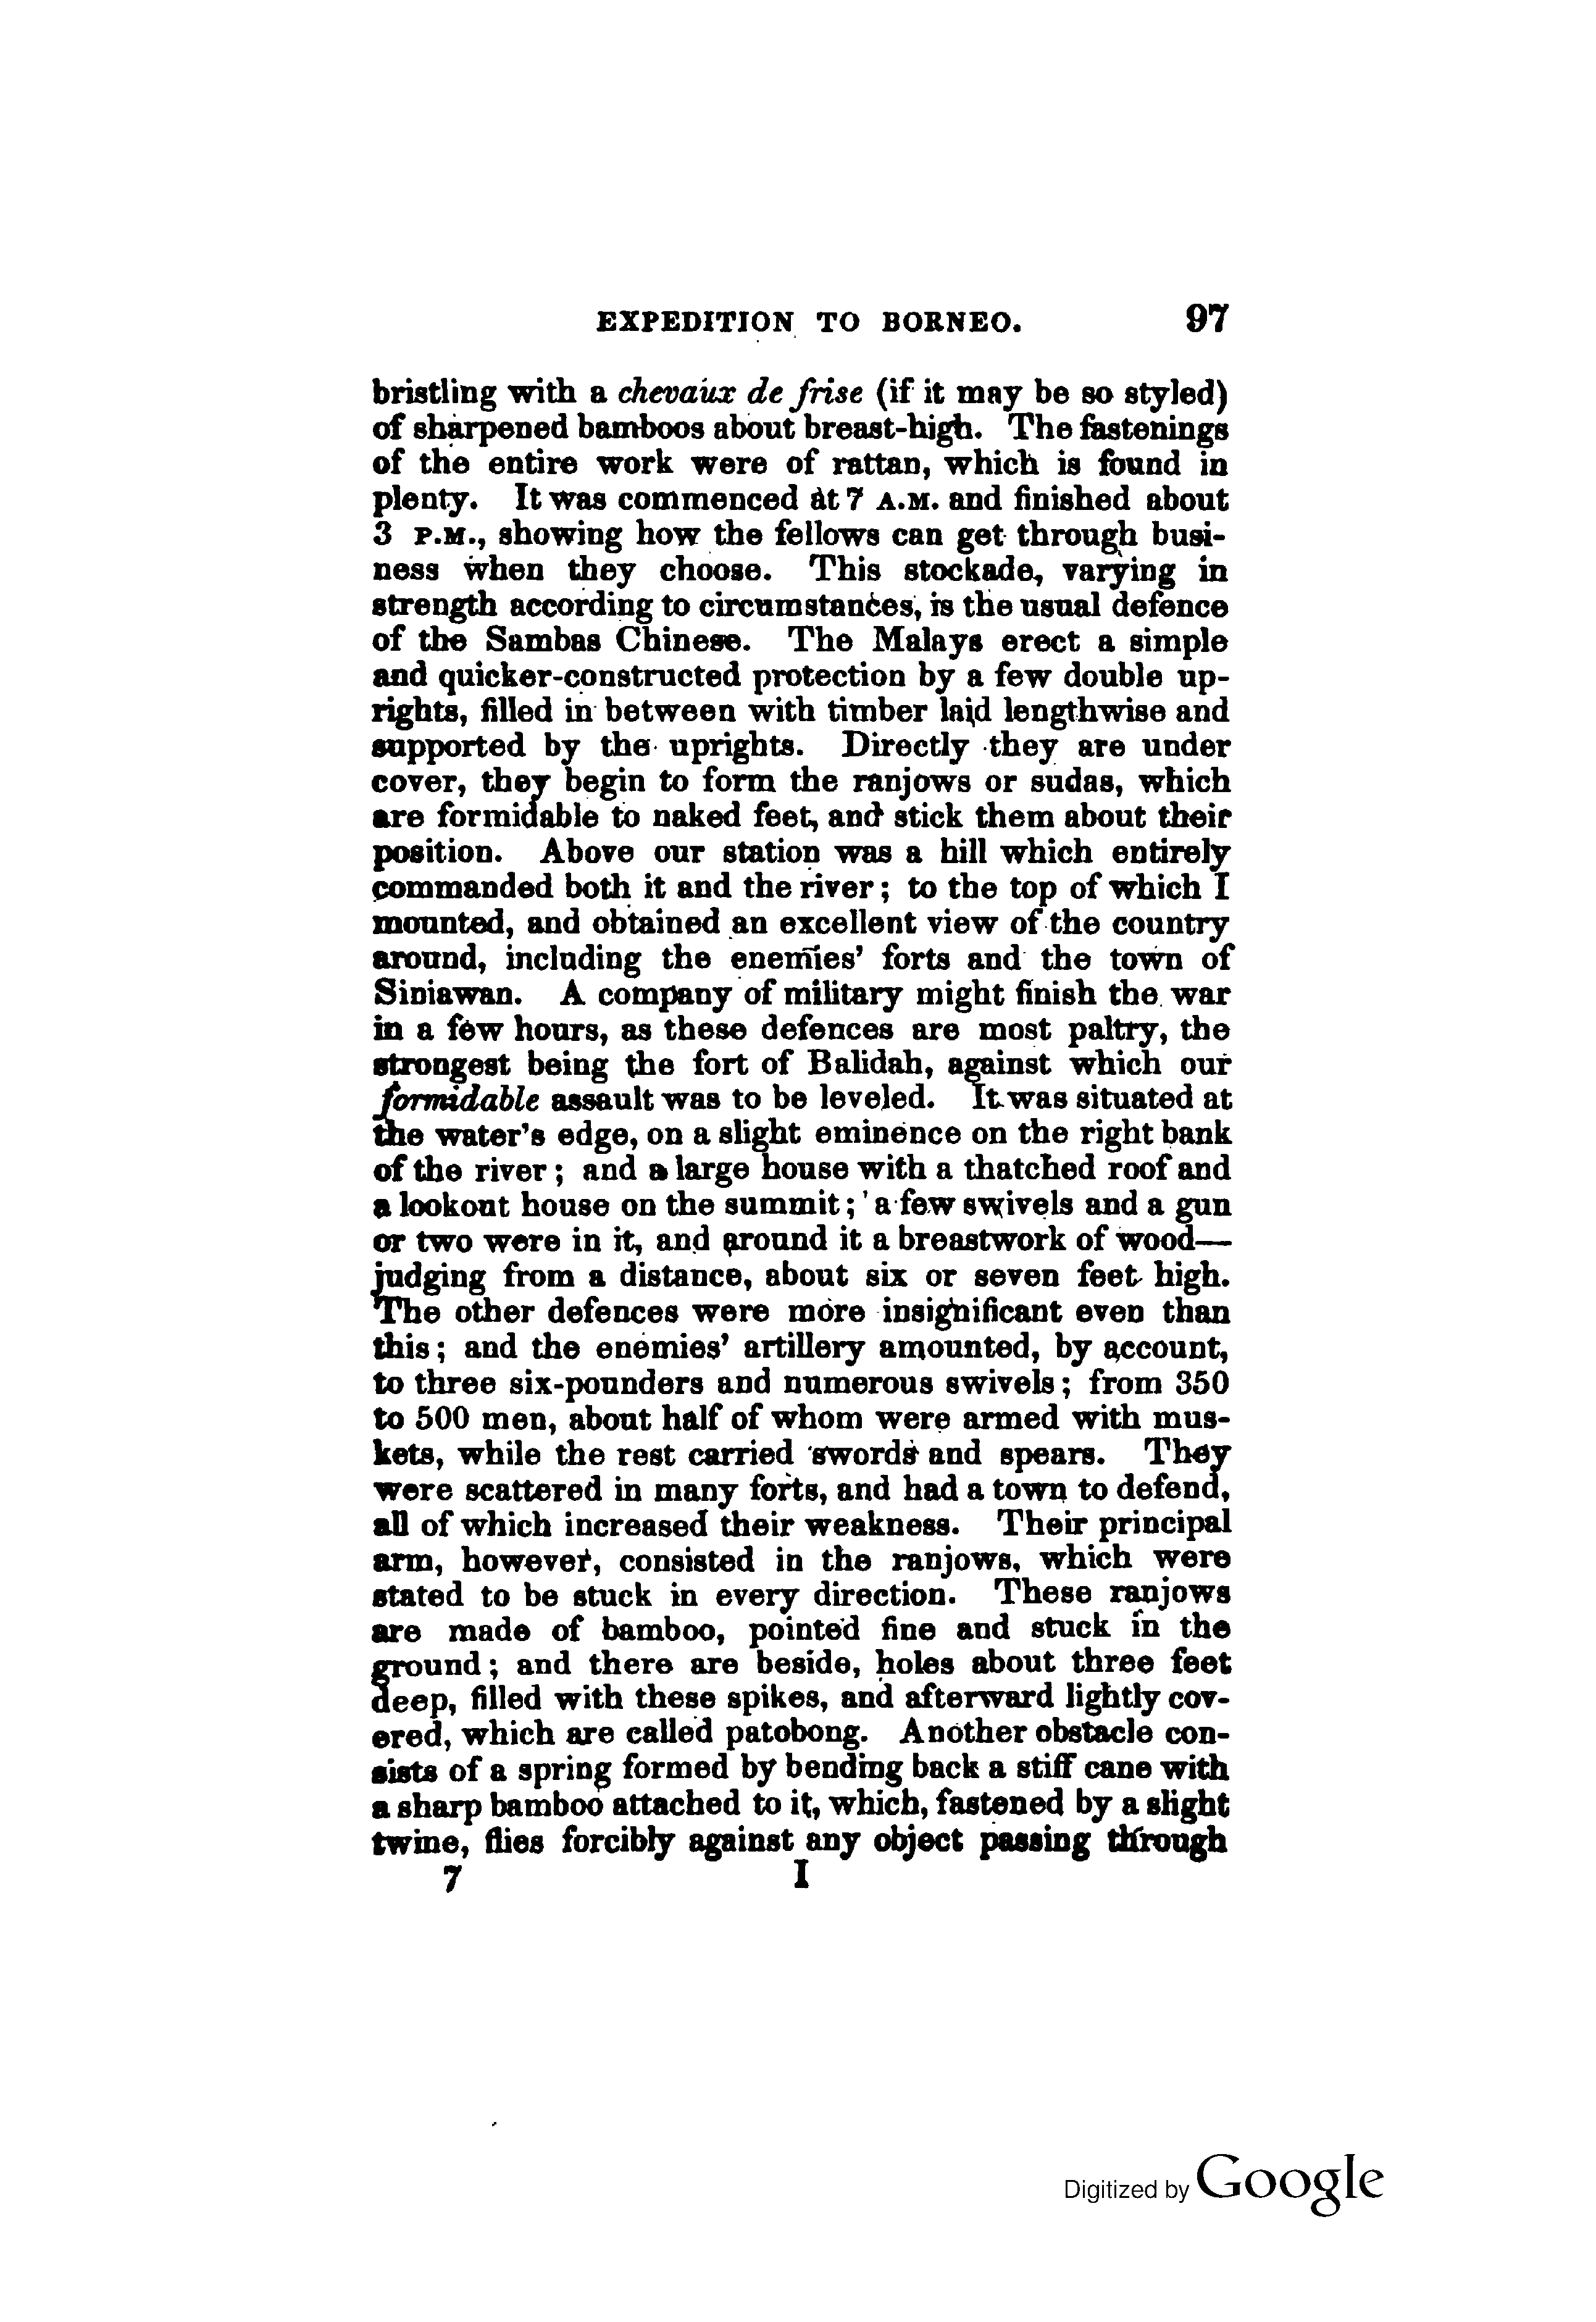 EXPEDITION TO BORNEO. 97
bristling with a chevaux de frise (if it may be so styled)
of sharpened bamboos about breast-high. The fastenings
of the entire work were of rattan, which is found in
plenty. It was commenced at 7 A.M. and finished about
3 P.M., showing how the fellows can get through busi-
ness when they choose. This stockade, varying in
strength according to circumstances, is the usual defence
of the Sambas Chinese. The Malays erect a simple
and quicker-constructed protection by a few double up-
rights, filled in between with timber laid lengthwise and
supported by the uprights. Directly they are under
cover, they begin to form the ranjows or sudas, which
are formidable to naked feet, and stick them about their
position. Above our station was a hill which entirely
commanded both it and the river; to the top of which I
mounted, and obtained an excellent view of the country
around, including the enemies' forts and the town of
Siniawan. A company of military might finish the war
in a few hours, as these defences are most paltry, the
strongest being the fort of Balidah, against which our
formidable assault was to be leveled. It was situated at
the water's edge, on a slight eminence on the right bank
of the river; and a large house with a thatched roof and
a lookout house on the summit; a few swivels and a gun
or two were in it, and around it a breastwork of wood—
judging from a distance, about six or seven feet high.
The other defences were more insignificant even than
this; and the enemies' artillery amounted, by account,
to three six-pounders and numerous swivels; from 350
to 500 men, about half of whom were armed with mus-
kets, while the rest carried swords and spears. They
were scattered in many forts, and had a town to defend,
all of which increased their weakness. Their principal
arm, however, consisted in the ranjows, which were
stated to be stuck in every direction. These ranjows
are made of bamboo, pointed fine and stuck in the
ground; and there are beside, holes about three feet
deep, filled with these spikes, and afterward lightly cov-
ered, which are called patobong. Another obstacle con-
sists of a spring formed by bending back a stiff cane with
a sharp bamboo attached to it, which, fastened by a slight
twine, flies forcibly against any object passing through
7 I
Digitized by Google